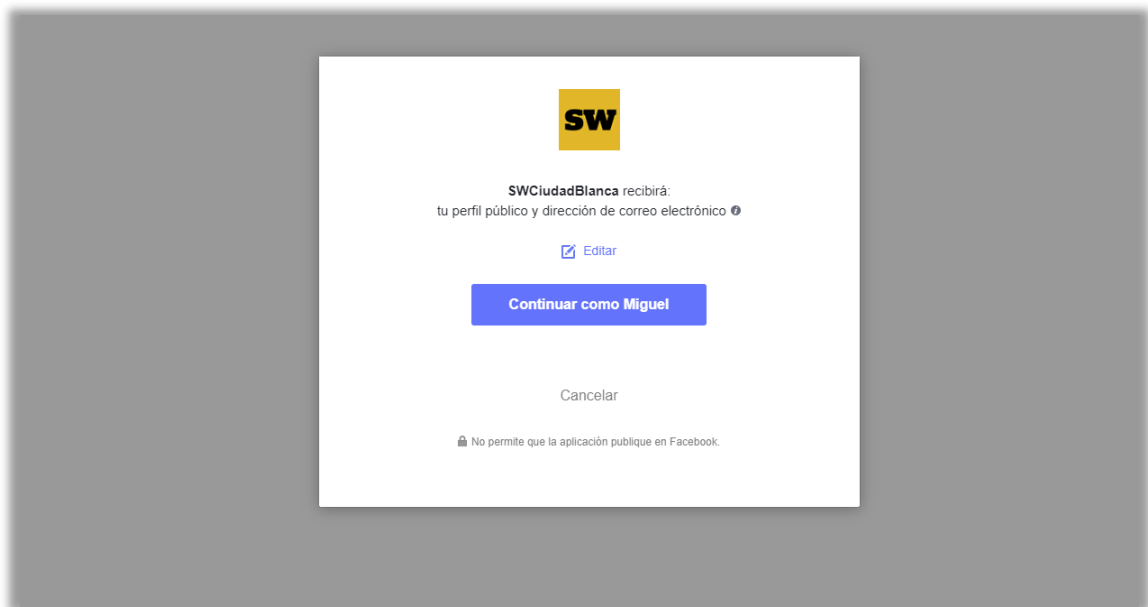 SW
SWCiudadBlanca recibirá:
tu perfil público y dirección de correo electrónico
Editar
Continuar como Miguel
Cancelar
No permite que la aplicación publique en Facebook.